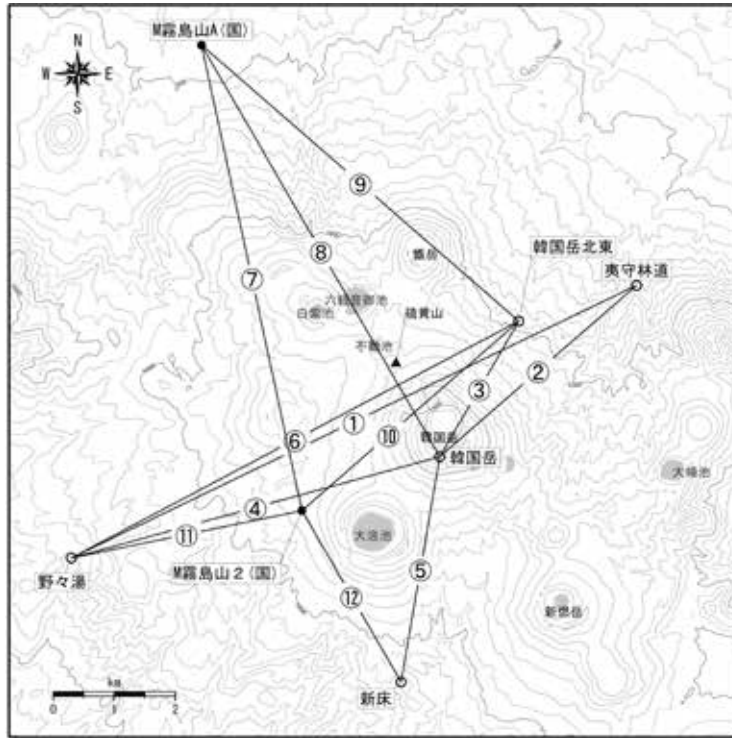 M霧島山A(国)
N
W E
S
⑨
韓国岳北東
⑧
甑岳
夷守林道
⑦
六観音御池
白紫池
硫黄山
不動池
③
②
①
⑩
⑥
韓国岳
韓国岳
大幡池
④
⑪
大浪池
野々湯
M霧島山2(国)
⑤
⑫
新燃岳
km
0 1 2
新床